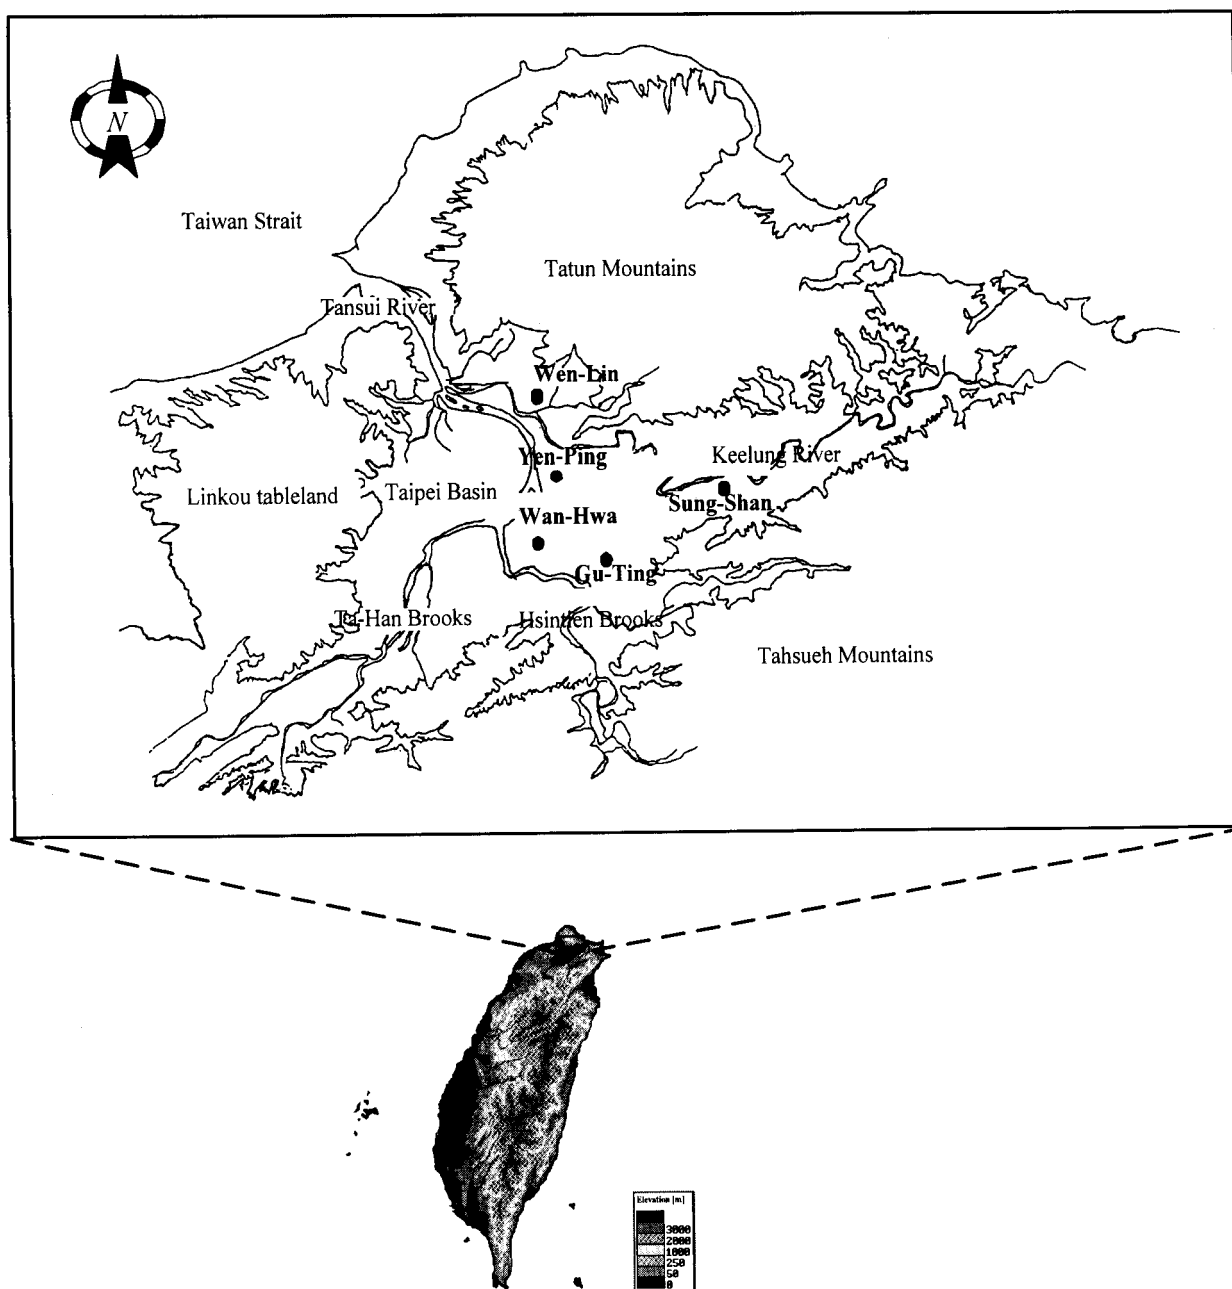 N
Taiwan Strait
Tatun Mountains
Tansui River
Wen-Lin
Yen-Ping
Keelung River
Linkou tableland
Taipei Basin
Sung-Shan
Wan-Hwa
Gu-Ting
Ta-Han Brooks
Hsintien Brooks
Tahsueh Mountains
Elevation [m]
3000
2000
1000
250
50
0